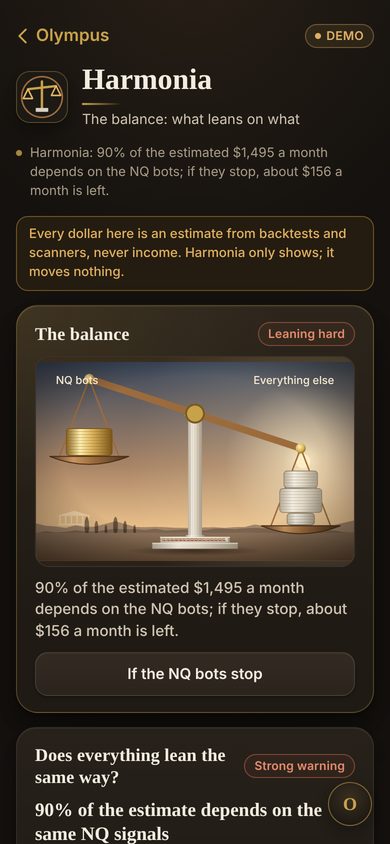 Olympus
DEMO
Harmonia
The balance: what leans on what
Harmonia: 90% of the estimated $1,495 a month
depends on the NQ bots; if they stop, about $156 a
month is left.
Every dollar here is an estimate from backtests and
scanners, never income. Harmonia only shows; it
moves nothing.
The balance
Leaning hard
NQ bots
Everything else
90% of the estimated $1,495 a month
depends on the NQ bots; if they stop, about
$156 a month is left.
If the NQ bots stop
Does everything lean the
same way?
Strong warning
90% of the estimate depends on the
same NQ signals
O